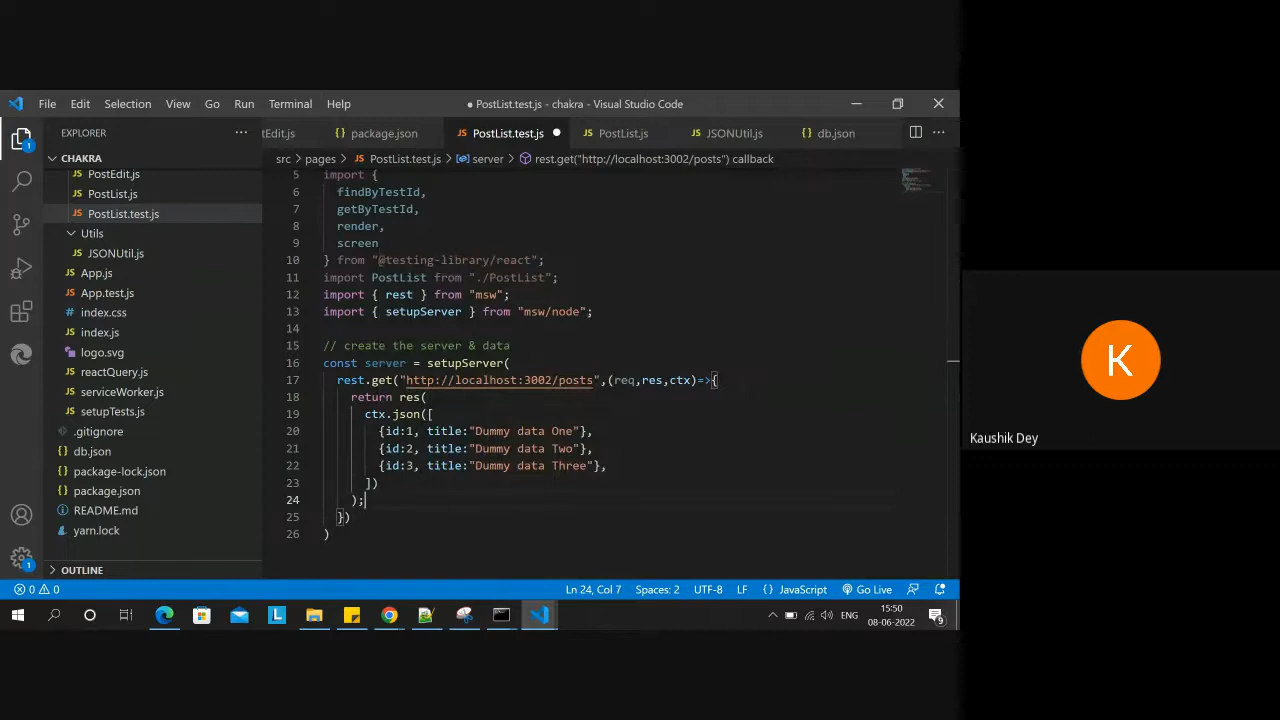 File Edit Selection View Go Run Terminal Help
● PostList.test.js - chakra - Visual Studio Code
EXPLORER
tEdit.js
package.json
PostList.test.js
PostList.js
JSONUtil.js
db.json
CHAKRA
PostEdit.js
PostList.js
PostList.test.js
Utils
JSONUtil.js
App.js
App.test.js
index.css
index.js
logo.svg
reactQuery.js
serviceWorker.js
setupTests.js
.gitignore
db.json
package-lock.json
package.json
README.md
yarn.lock
OUTLINE
src > pages > PostList.test.js > server > rest.get("http://localhost:3002/posts") callback
5 import {
6 findByTestId,
7 getByTestId,
8 render,
9 screen
10 } from "@testing-library/react";
11 import PostList from "./PostList";
12 import { rest } from "msw";
13 import { setupServer } from "msw/node";
14
15 // create the server & data
16 const server = setupServer(
17 rest.get("http://localhost:3002/posts",(req,res,ctx)=>{
18 return res(
19 ctx.json([
20 {id:1, title:"Dummy data One"},
21 {id:2, title:"Dummy data Two"},
22 {id:3, title:"Dummy data Three"},
23 ])
24 );
25 })
26 )
K
Kaushik Dey
1
1
0 0
Ln 24, Col 7 Spaces: 2 UTF-8 LF {} JavaScript Go Live
L
ENG
15:50
08-06-2022
9